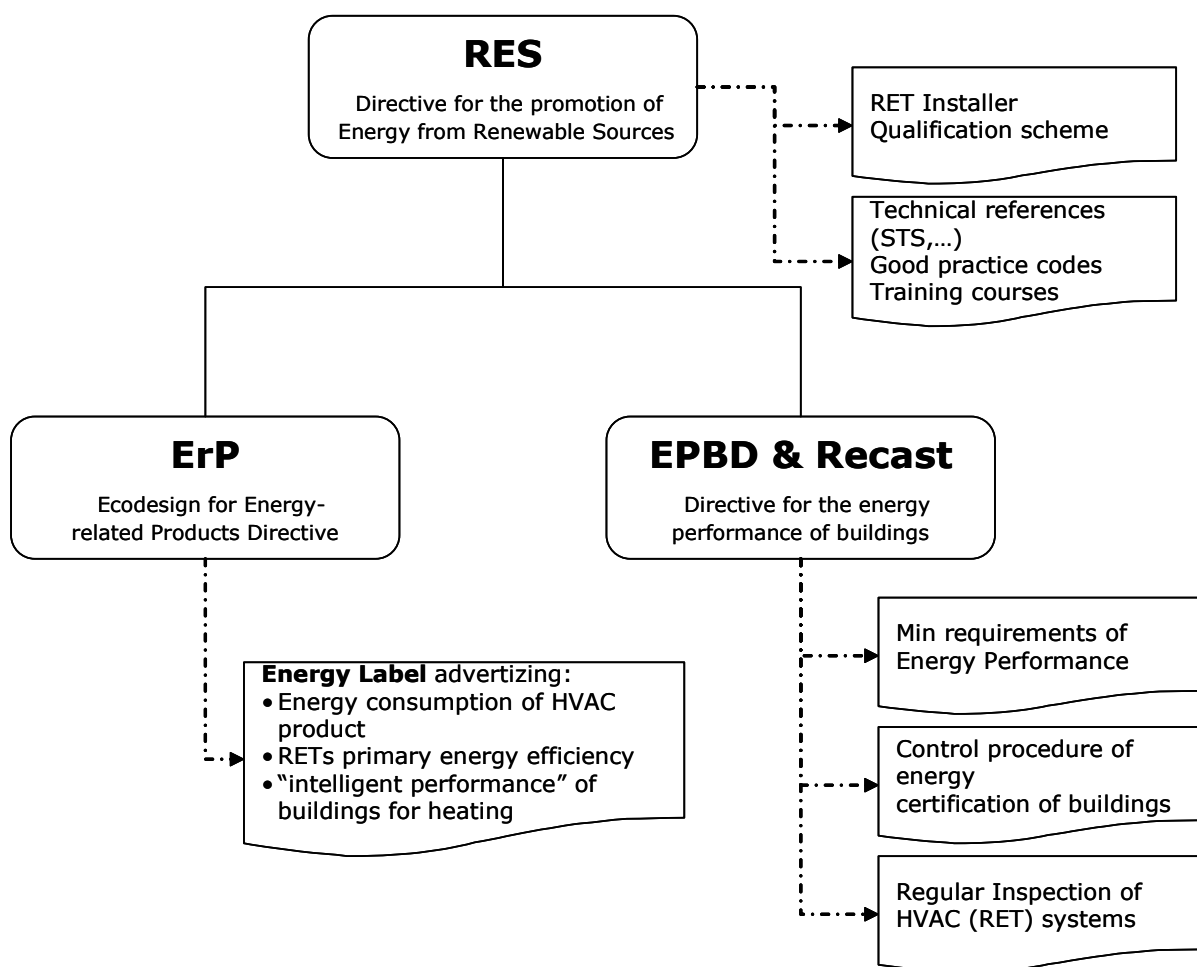 RES
Directive for the promotion of
Energy from Renewable Sources
RET Installer
Qualification scheme
Technical references
(STS,...)
Good practice codes
Training courses
ErP
Ecodesign for Energy-
related Products Directive
EPBD & Recast
Directive for the energy
performance of buildings
Energy Label advertizing:
• Energy consumption of HVAC
product
• RETs primary energy efficiency
• “intelligent performance” of
buildings for heating
Min requirements of
Energy Performance
Control procedure of
energy
certification of buildings
Regular Inspection of
HVAC (RET) systems